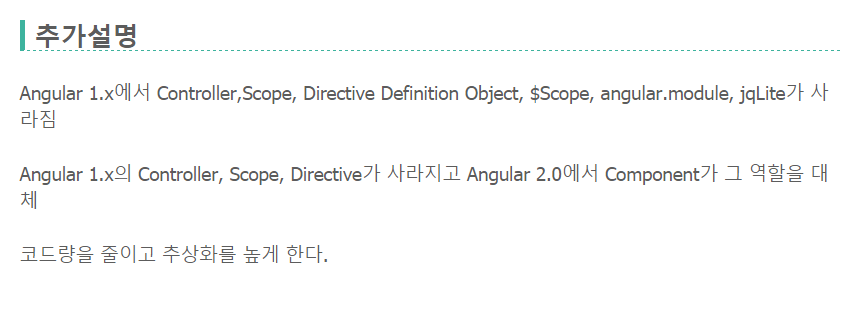 추가설명
Angular 1.x에서 Controller,Scope, Directive Definition Object, $Scope, angular.module, jqLite가 사
라짐
Angular 1.x의 Controller, Scope, Directive가 사라지고 Angular 2.0에서 Component가 그 역할을 대
체
코드량을 줄이고 추상화를 높게 한다.